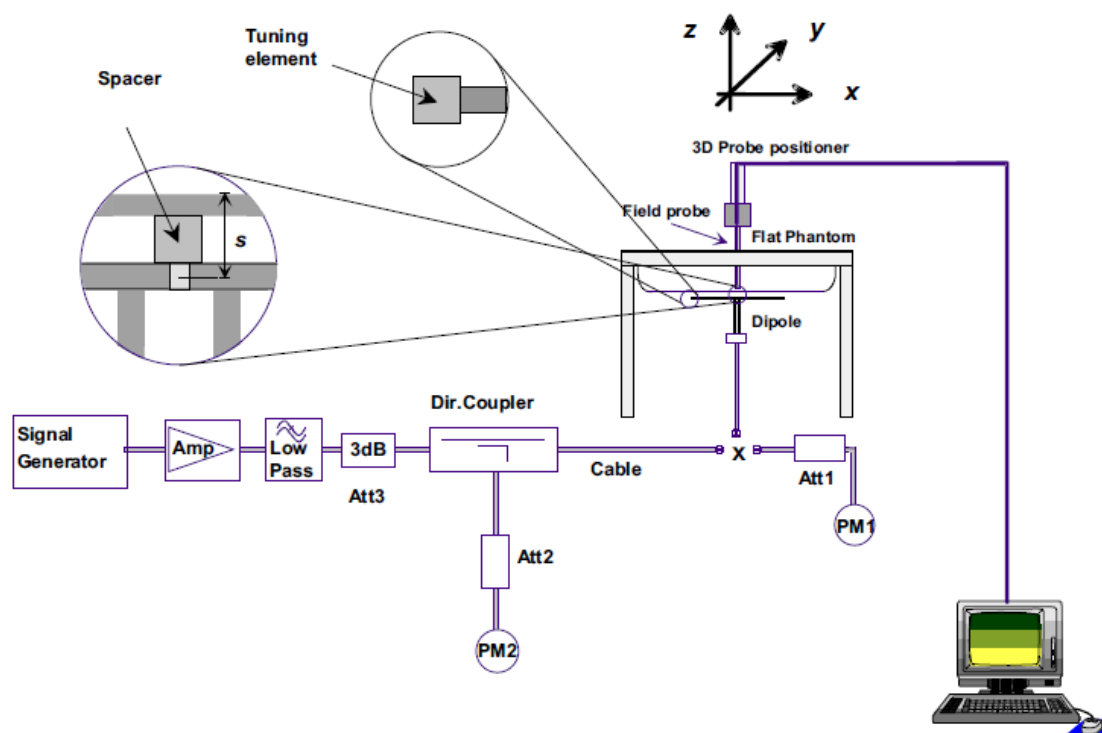 Tuning
element
z
y
x
Spacer
3D Probe positioner
s
Field probe
Flat Phantom
Dipole
Dir.Coupler
Signal
Generator
Amp
Low
Pass
3dB
Att3
Cable
x
Att1
PM1
Att2
PM2